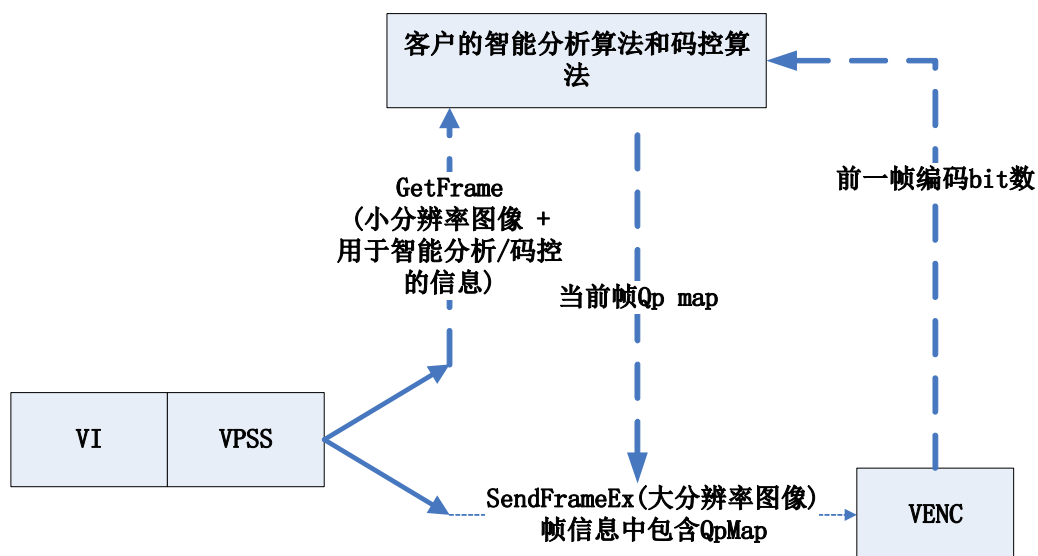 客户的智能分析算法和码控算
法
GetFrame
(小分辨率图像 +
用于智能分析/码控
的信息)
前一帧编码bit数
当前帧Qp map
VI
VPSS
SendFrameEx(大分辨率图像)
帧信息中包含QpMap
VENC